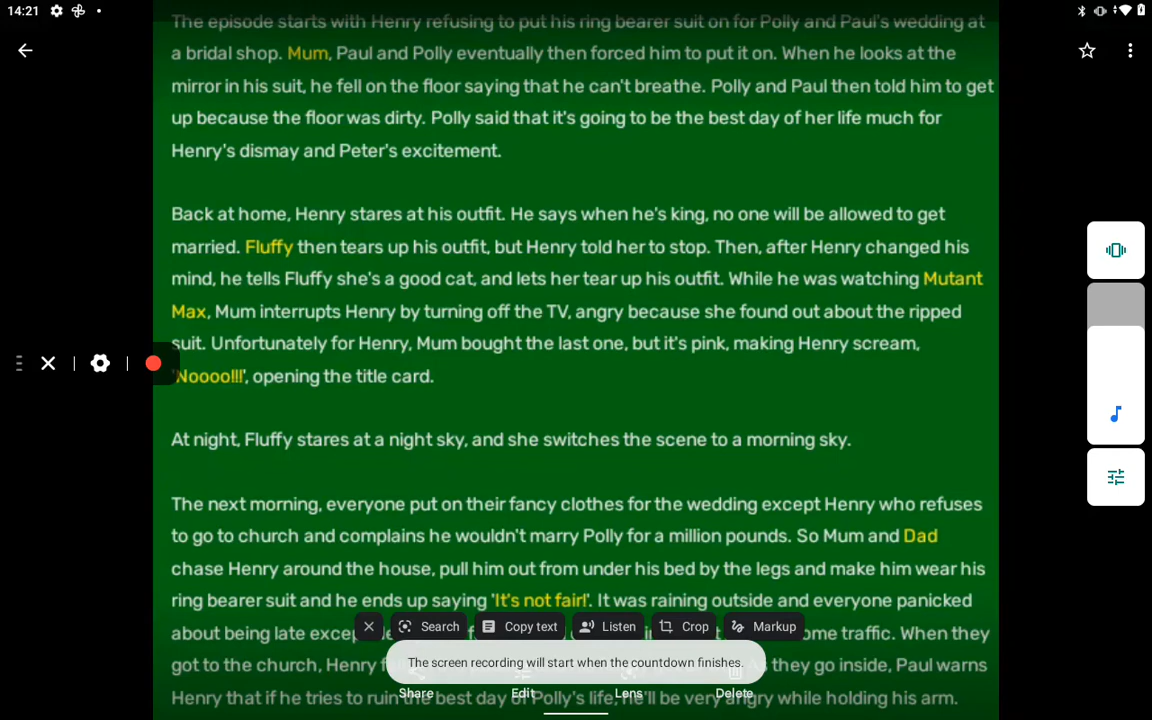 14:21
The episode starts with Henry refusing to put his ring bearer suit on for Polly and Paul's wedding at
a bridal shop. Mum, Paul and Polly eventually then forced him to put it on. When he looks at the
mirror in his suit, he fell on the floor saying that he can't breathe. Polly and Paul then told him to get
up because the floor was dirty. Polly said that it's going to be the best day of her life much for
Henry's dismay and Peter's excitement.
Back at home, Henry stares at his outfit. He says when he's king, no one will be allowed to get
married. Fluffy then tears up his outfit, but Henry told her to stop. Then, after Henry changed his
mind, he tells Fluffy she's a good cat, and lets her tear up his outfit. While he was watching Mutant
Max, Mum interrupts Henry by turning off the TV, angry because she found out about the ripped
suit. Unfortunately for Henry, Mum bought the last one, but it's pink, making Henry scream,
'Noooo!!!', opening the title card.
At night, Fluffy stares at a night sky, and she switches the scene to a morning sky.
The next morning, everyone put on their fancy clothes for the wedding except Henry who refuses
to go to church and complains he wouldn't marry Polly for a million pounds. So Mum and Dad
chase Henry around the house, pull him out from under his bed by the legs and make him wear his
ring bearer suit and he ends up saying 'It's not fair!'. It was raining outside and everyone panicked
about being late excep
ome traffic. When they
Search Copy text Listen Crop Markup
got to the church, Henry f
s they go inside, Paul warns
The screen recording will start when the countdown finishes.
Henry that if he tries to ruin the best day of Polly's life, he'll be very angry while holding his arm.
Share Edit Lens Delete